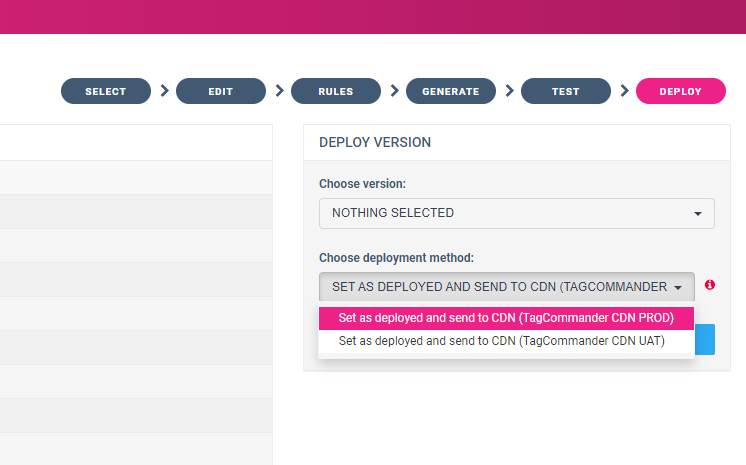 SELECT
EDIT
RULES
GENERATE
TEST
DEPLOY
DEPLOY VERSION
Choose version:
NOTHING SELECTED
Choose deployment method:
SET AS DEPLOYED AND SEND TO CDN (TAGCOMMANDER
Set as deployed and send to CDN (TagCommander CDN PROD)
Set as deployed and send to CDN (TagCommander CDN UAT)